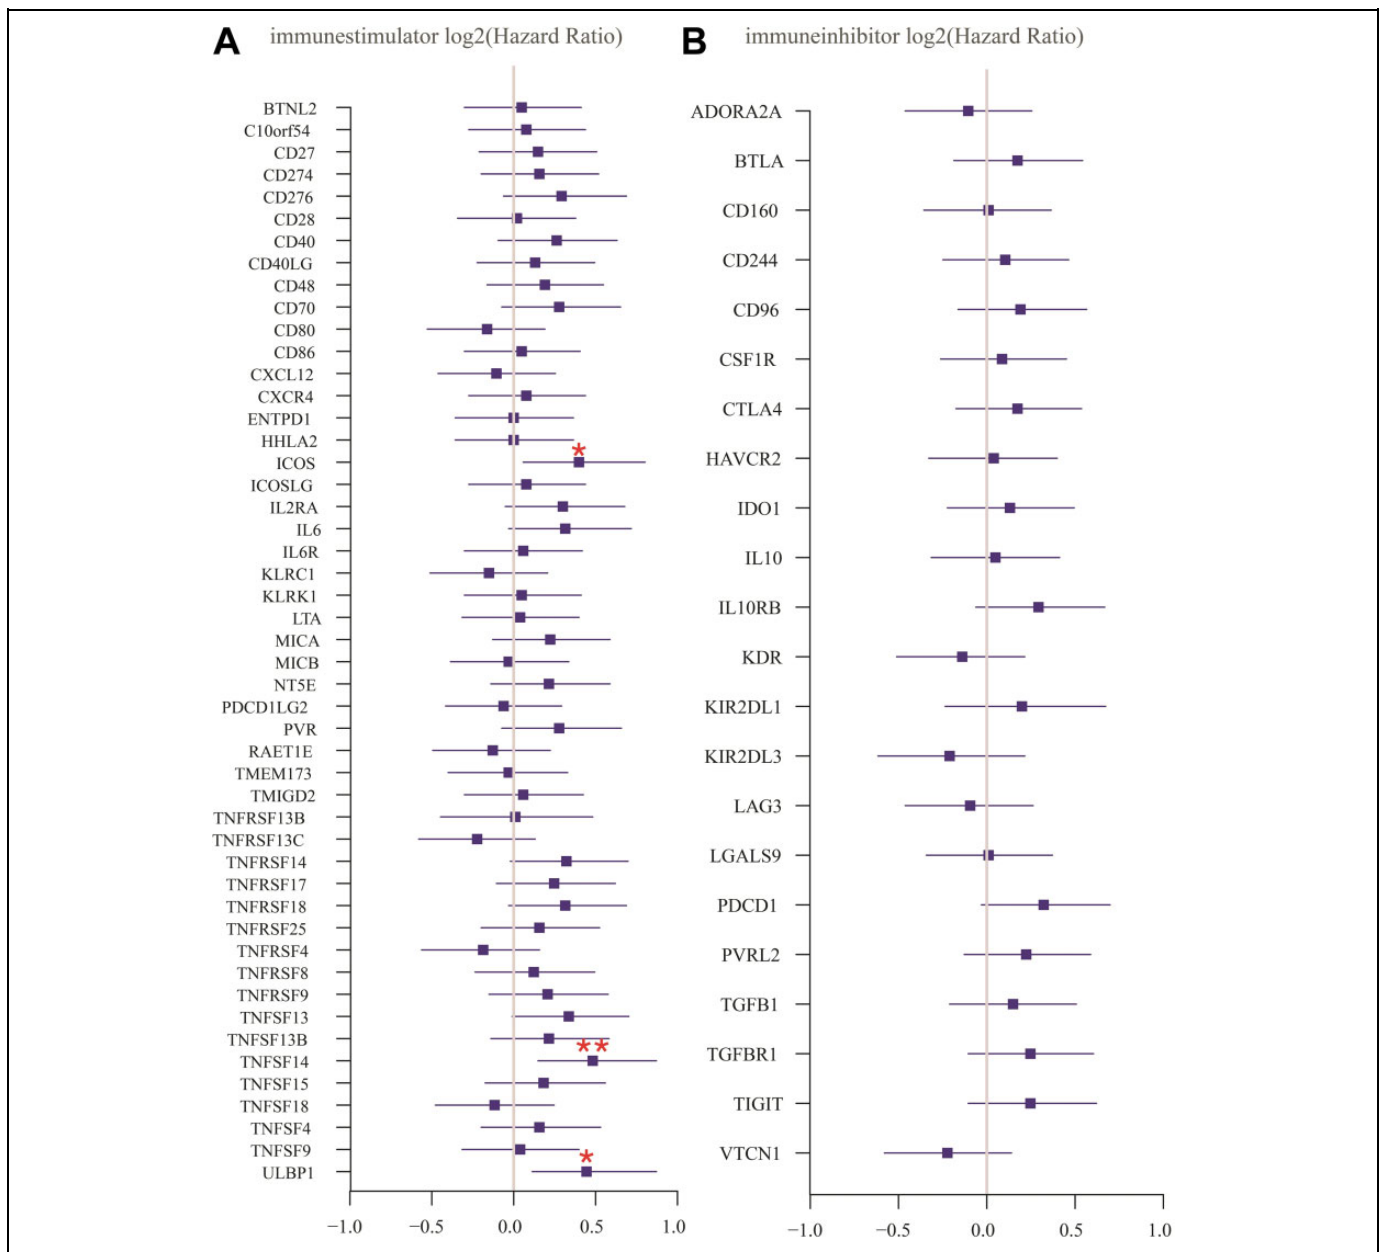 A immunestimulator log2(Hazard Ratio)
BTNL2
C10orf54
CD27
CD274
CD276
CD28
CD40
CD40LG
CD48
CD70
CD80
CD86
CXCL12
CXCR4
ENTPD1
HHLA2
*
ICOS
ICOSLG
IL2RA
IL6
IL6R
KLRC1
KLRK1
LTA
MICA
MICB
NT5E
PDCD1LG2
PVR
RAET1E
TMEM173
TMIGD2
TNFRSF13B
TNFRSF13C
TNFRSF14
TNFRSF17
TNFRSF18
TNFRSF25
TNFRSF4
TNFRSF8
TNFRSF9
TNFSF13
TNFSF13B
**
TNFSF14
TNFSF15
TNFSF18
TNFSF4
TNFSF9
*
ULBP1
−1.0 −0.5 0.0 0.5 1.0
B immuneinhibitor log2(Hazard Ratio)
ADORA2A
BTLA
CD160
CD244
CD96
CSF1R
CTLA4
HAVCR2
IDO1
IL10
IL10RB
KDR
KIR2DL1
KIR2DL3
LAG3
LGALS9
PDCD1
PVRL2
TGFB1
TGFBR1
TIGIT
VTCN1
−1.0 −0.5 0.0 0.5 1.0